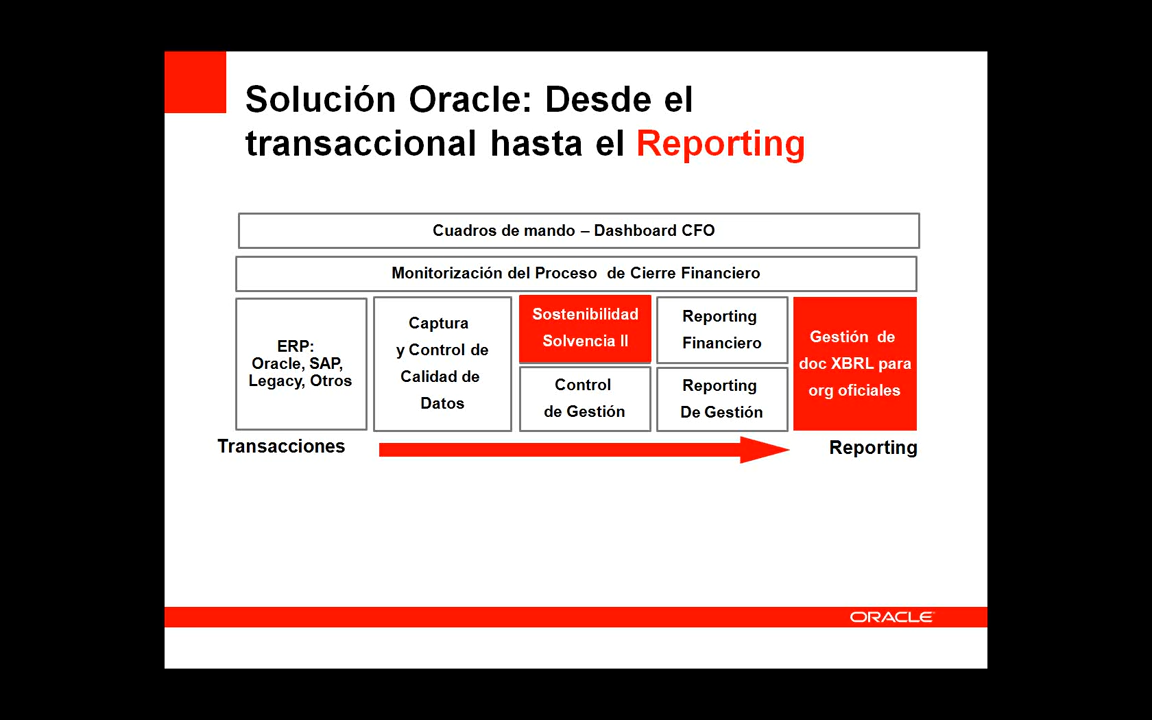 Solución Oracle: Desde el
transaccional hasta el Reporting
Cuadros de mando – Dashboard CFO
Monitorización del Proceso de Cierre Financiero
ERP:
Oracle, SAP,
Legacy, Otros
Captura
y Control de
Calidad de
Datos
Sostenibilidad
Solvencia II
Control
de Gestión
Reporting
Financiero
Reporting
De Gestión
Gestión de
doc XBRL para
org oficiales
Transacciones
Reporting
ORACLE